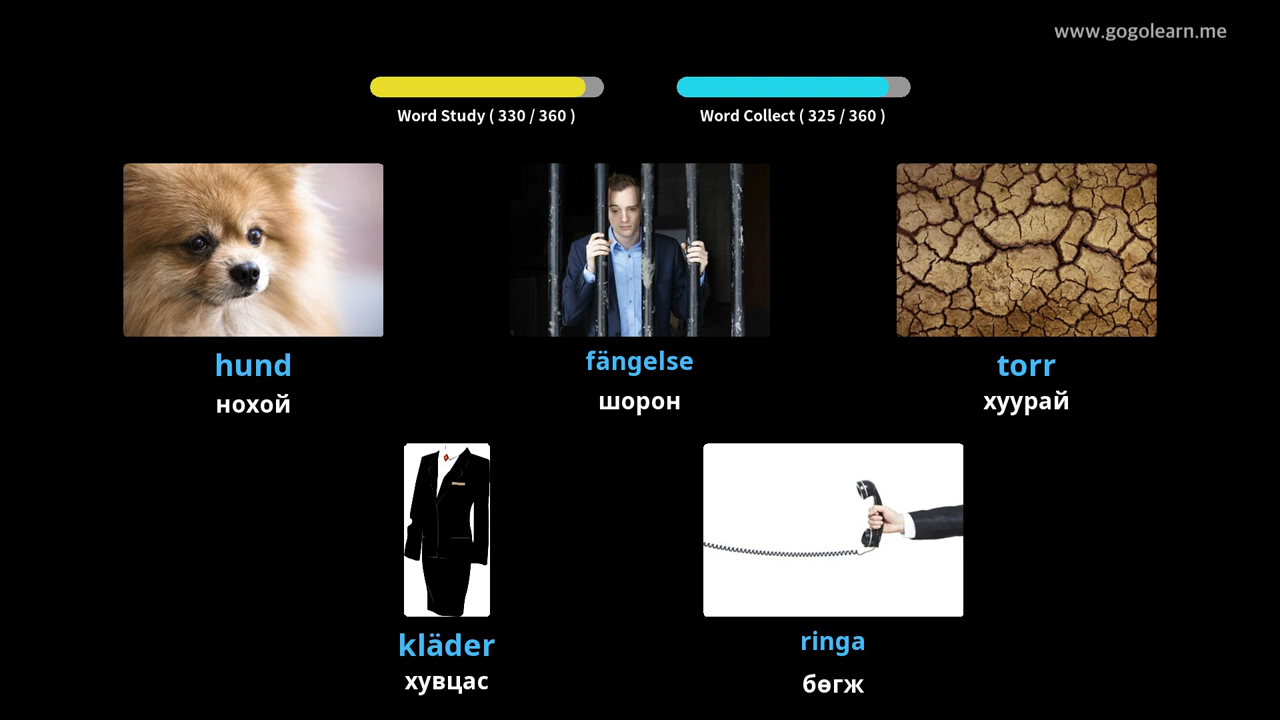 www.gogolearn.me
Word Study ( 330 / 360 )
Word Collect ( 325 / 360 )
hund
нохой
fängelse
шорон
torr
хуурай
kläder
хувцас
ringa
бөгж